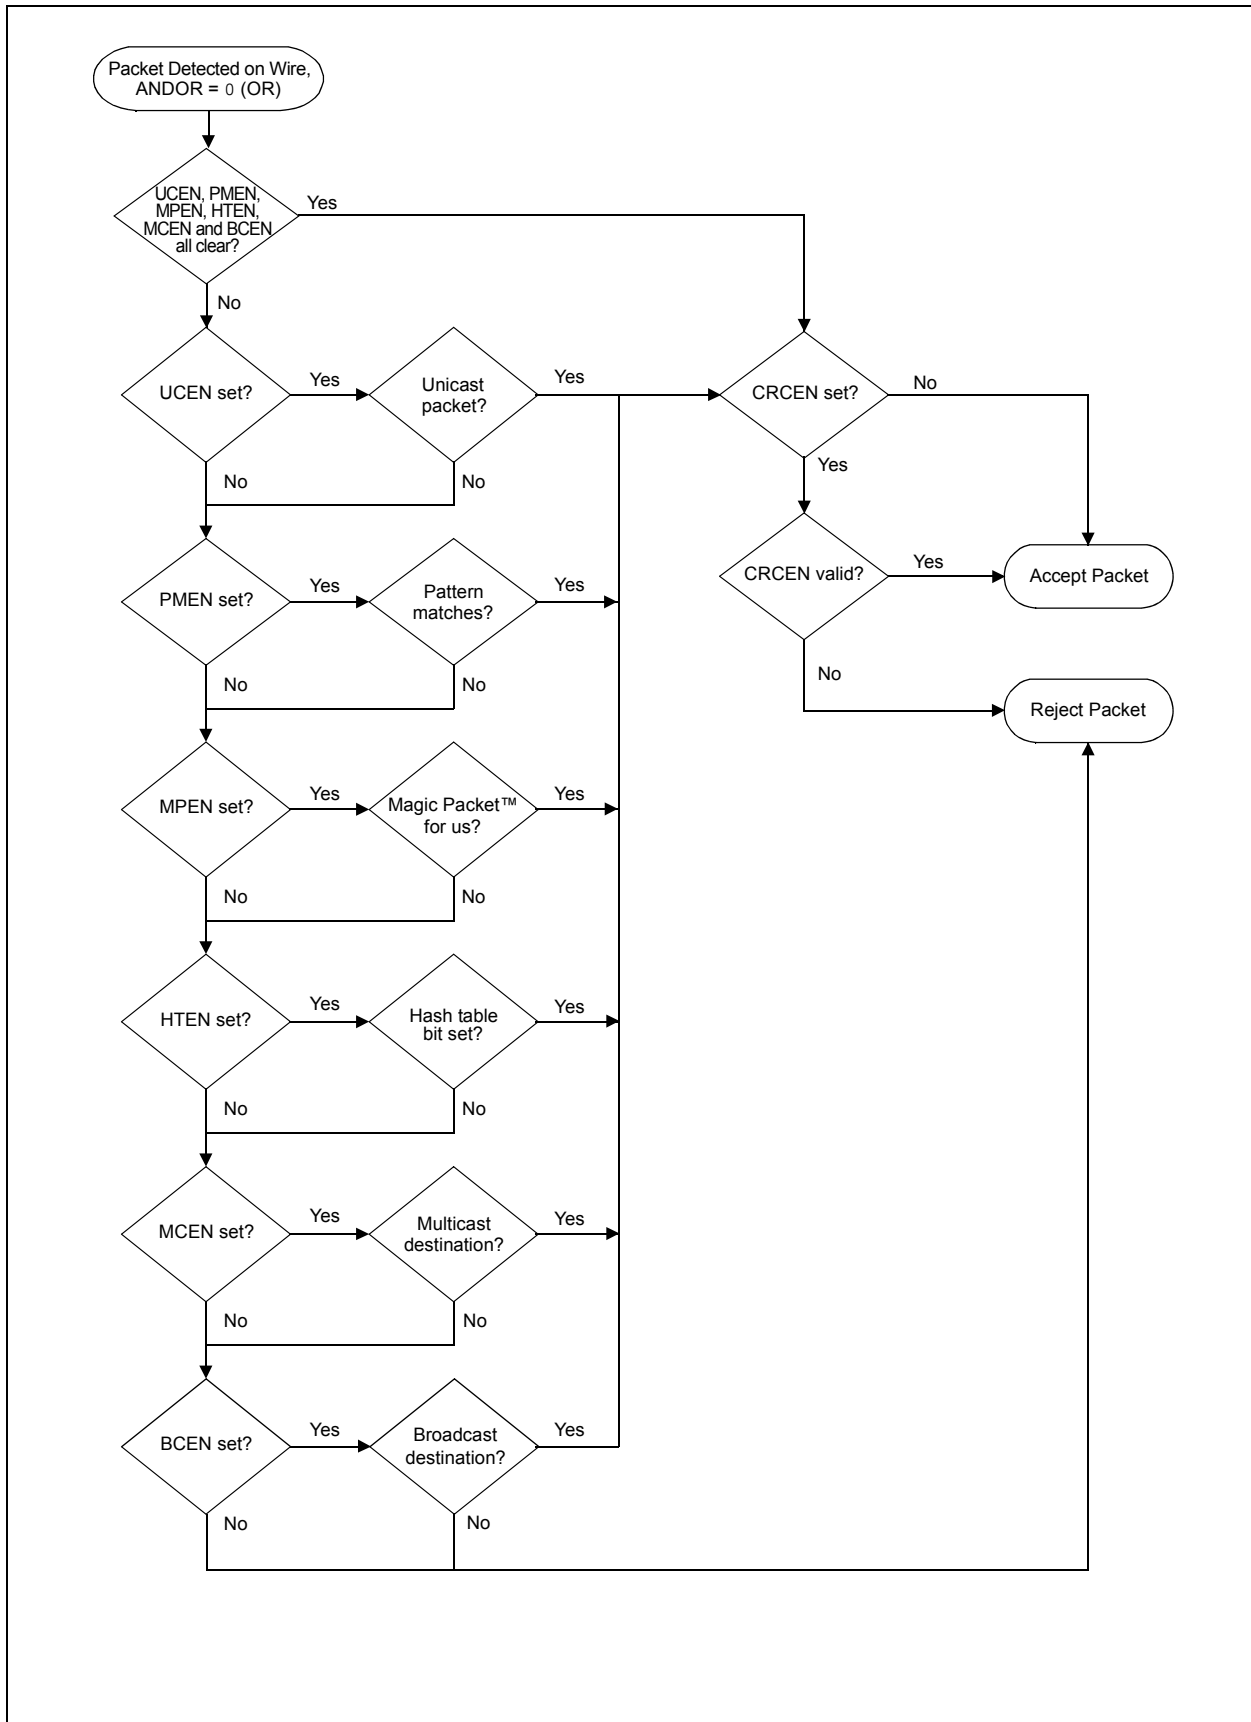 Packet Detected on Wire,
ANDOR = 0 (OR)
UCEN, PMEN,
MPEN, HTEN,
MCEN and BCEN
all clear?
Yes
No
UCEN set?
Yes
Unicast
packet?
Yes
No
No
CRCEN set?
No
Yes
CRCEN valid?
Yes
Accept Packet
No
Reject Packet
PMEN set?
Yes
Pattern
matches?
Yes
No
No
MPEN set?
Yes
Magic Packet™
for us?
Yes
No
No
HTEN set?
Yes
Hash table
bit set?
Yes
No
No
MCEN set?
Yes
Multicast
destination?
Yes
No
No
BCEN set?
Yes
Broadcast
destination?
Yes
No
No